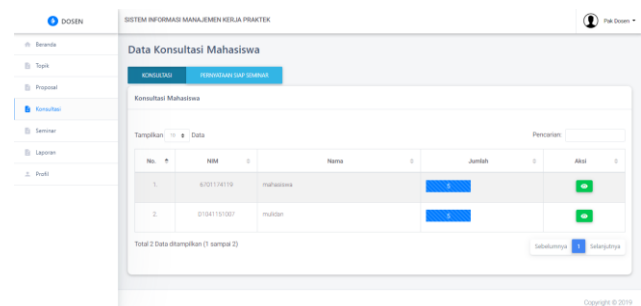 DOSEN
SISTEM INFORMASI MANAJEMEN KERJA PRAKTEK
Pak Dosen
Beranda
Topik
Proposal
Konsultasi
Seminar
Laporan
Profil
Data Konsultasi Mahasiswa
KONSULTASI PERNYATAAN SIAP SEMINAR
Konsultasi Mahasiswa
Tampilkan Data
Pencarian:
No. NIM Nama Jumlah Aksi
1. 6701174119 mahasiswa 5
2. D1041151007 mulidan 5
Total 2 Data ditampilkan (1 sampai 2)
Sebelumnya 1 Selanjutnya
Copyright © 2019